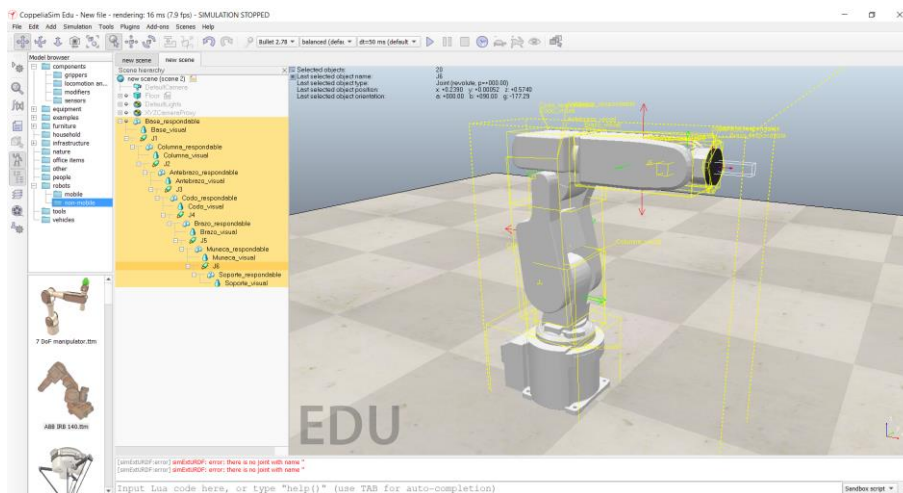 CoppeliaSim Edu - New file - rendering: 16 ms (7.9 fps) - SIMULATION STOPPED
File Edit Add Simulation Tools Plugins Add-ons Scenes Help
Bullet 2.78 balanced (defau dt=50 ms (default)
Model browser
components
grippers
locomotion an...
modifiers
sensors
equipment
examples
furniture
household
infrastructure
nature
office items
other
people
robots
mobile
non-mobile
tools
vehicles
7 DoF manipulator.ttm
ABB IRB 140.ttm
new scene new scene
Scene hierarchy
new scene (scene 2)
DefaultCamera
Floor
DefaultLights
XYZCameraProxy
Base_respondable
Base_visual
J1
Columna_respondable
Columna_visual
J2
Antebrazo_respondable
Antebrazo_visual
J3
Codo_respondable
Codo_visual
J4
Brazo_respondable
Brazo_visual
J5
Muneca_respondable
Muneca_visual
J6
Soporte_respondable
Soporte_visual
Selected objects: 20
Last selected object name: J6
Last selected object type: Joint (revolute, p=+000.00)
Last selected object position: x: +0.2390 y: +0.00052 z: +0.5740
Last selected object orientation: a: +000.00 b: +090.00 g: -177.29
EDU
[simExtURDF:error] simExtURDF: error: there is no joint with name ''
[simExtURDF:error] simExtURDF: error: there is no joint with name ''
Input Lua code here, or type "help()" (use TAB for auto-completion)
Sandbox script